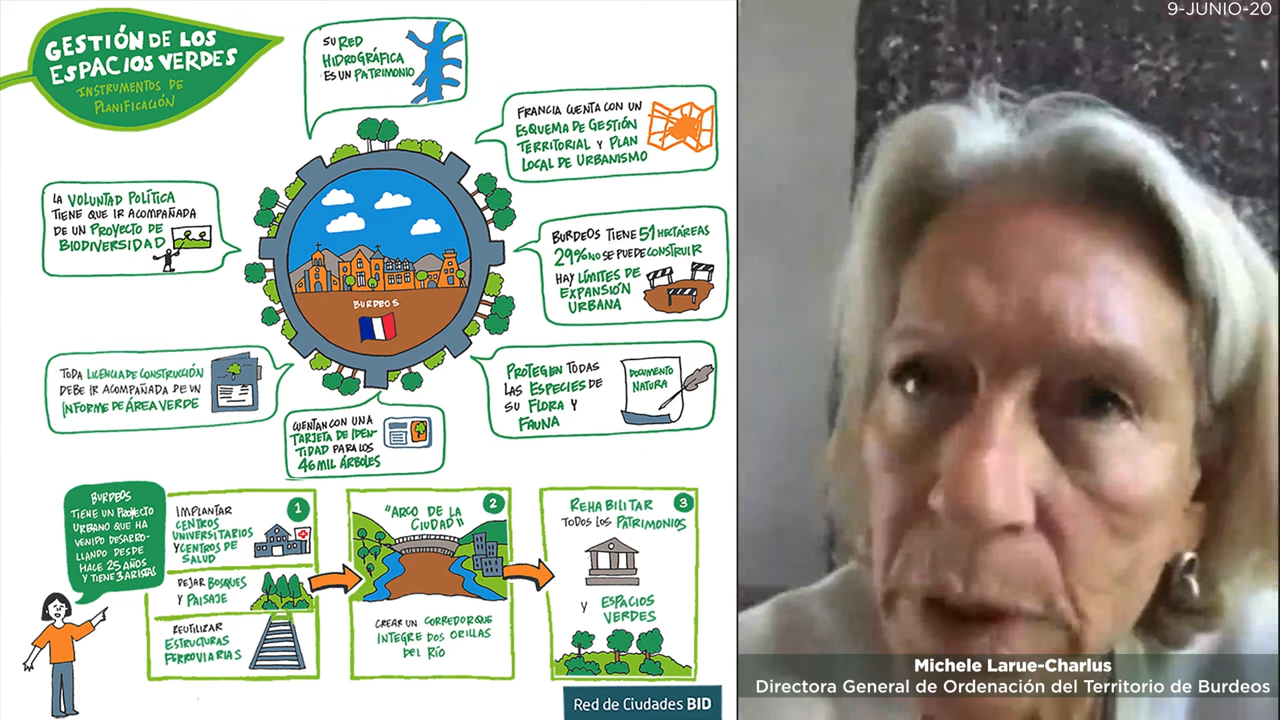 GESTIÓN DE LOS
ESPACIOS VERDES
INSTRUMENTOS DE
PLANIFICACIÓN
SU RED
HIDROGRÁFICA
ES UN PATRIMONIO
FRANCIA CUENTA CON UN
ESQUEMA DE GESTIÓN
TERRITORIAL Y PLAN
LOCAL DE URBANISMO
LA VOLUNTAD POLÍTICA
TIENE QUE IR ACOMPAÑADA
DE UN PROYECTO DE
BIODIVERSIDAD
BURDEOS TIENE 51 HECTÁREAS
29% NO SE PUEDE CONSTRUIR
HAY LÍMITES DE
EXPANSIÓN
URBANA
BURDEOS
TODA LICENCIA DE CONSTRUCCIÓN
DEBE IR ACOMPAÑADA DE UN
INFORME DE ÁREA VERDE
PROTEGEN TODAS
LAS ESPECIES DE
SU FLORA Y
FAUNA
DOCUMENTO
NATURA
CUENTAN CON UNA
TARJETA DE IDEN-
TIDAD PARA LOS
46 MIL ÁRBOLES
BURDEOS
TIENE UN PROYECTO
URBANO QUE HA
VENIDO DESARRO-
LLANDO DESDE
HACE 25 AÑOS
Y TIENE 3 ARISTAS
1
IMPLANTAR
CENTROS
UNIVERSITARIOS
Y CENTROS DE
SALUD
DEJAR BOSQUES
Y PAISAJE
REUTILIZAR
ESTRUCTURAS
FERROVIARIAS
2
"ARCO DE LA
CIUDAD"
CREAR UN CORREDOR QUE
INTEGRE DOS ORILLAS
DEL RÍO
3
REHABILITAR
TODOS LOS PATRIMONIOS
Y ESPACIOS
VERDES
Red de Ciudades BID
9-JUNIO-20
Michele Larue-Charlus
Directora General de Ordenación del Territorio de Burdeos